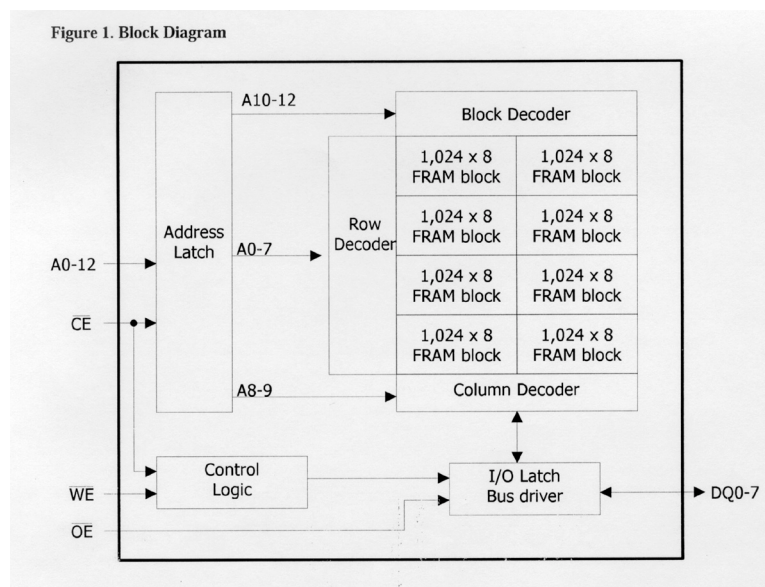 Figure 1. Block Diagram
A10-12
Block Decoder
1,024 x 8
FRAM block
1,024 x 8
FRAM block
1,024 x 8
FRAM block
1,024 x 8
FRAM block
1,024 x 8
FRAM block
1,024 x 8
FRAM block
1,024 x 8
FRAM block
1,024 x 8
FRAM block
Row
Decoder
Address
Latch
A0-7
A0-12
C̅E̅
A8-9
Column Decoder
Control
Logic
I/O Latch
Bus driver
W̅E̅
DQ0-7
O̅E̅